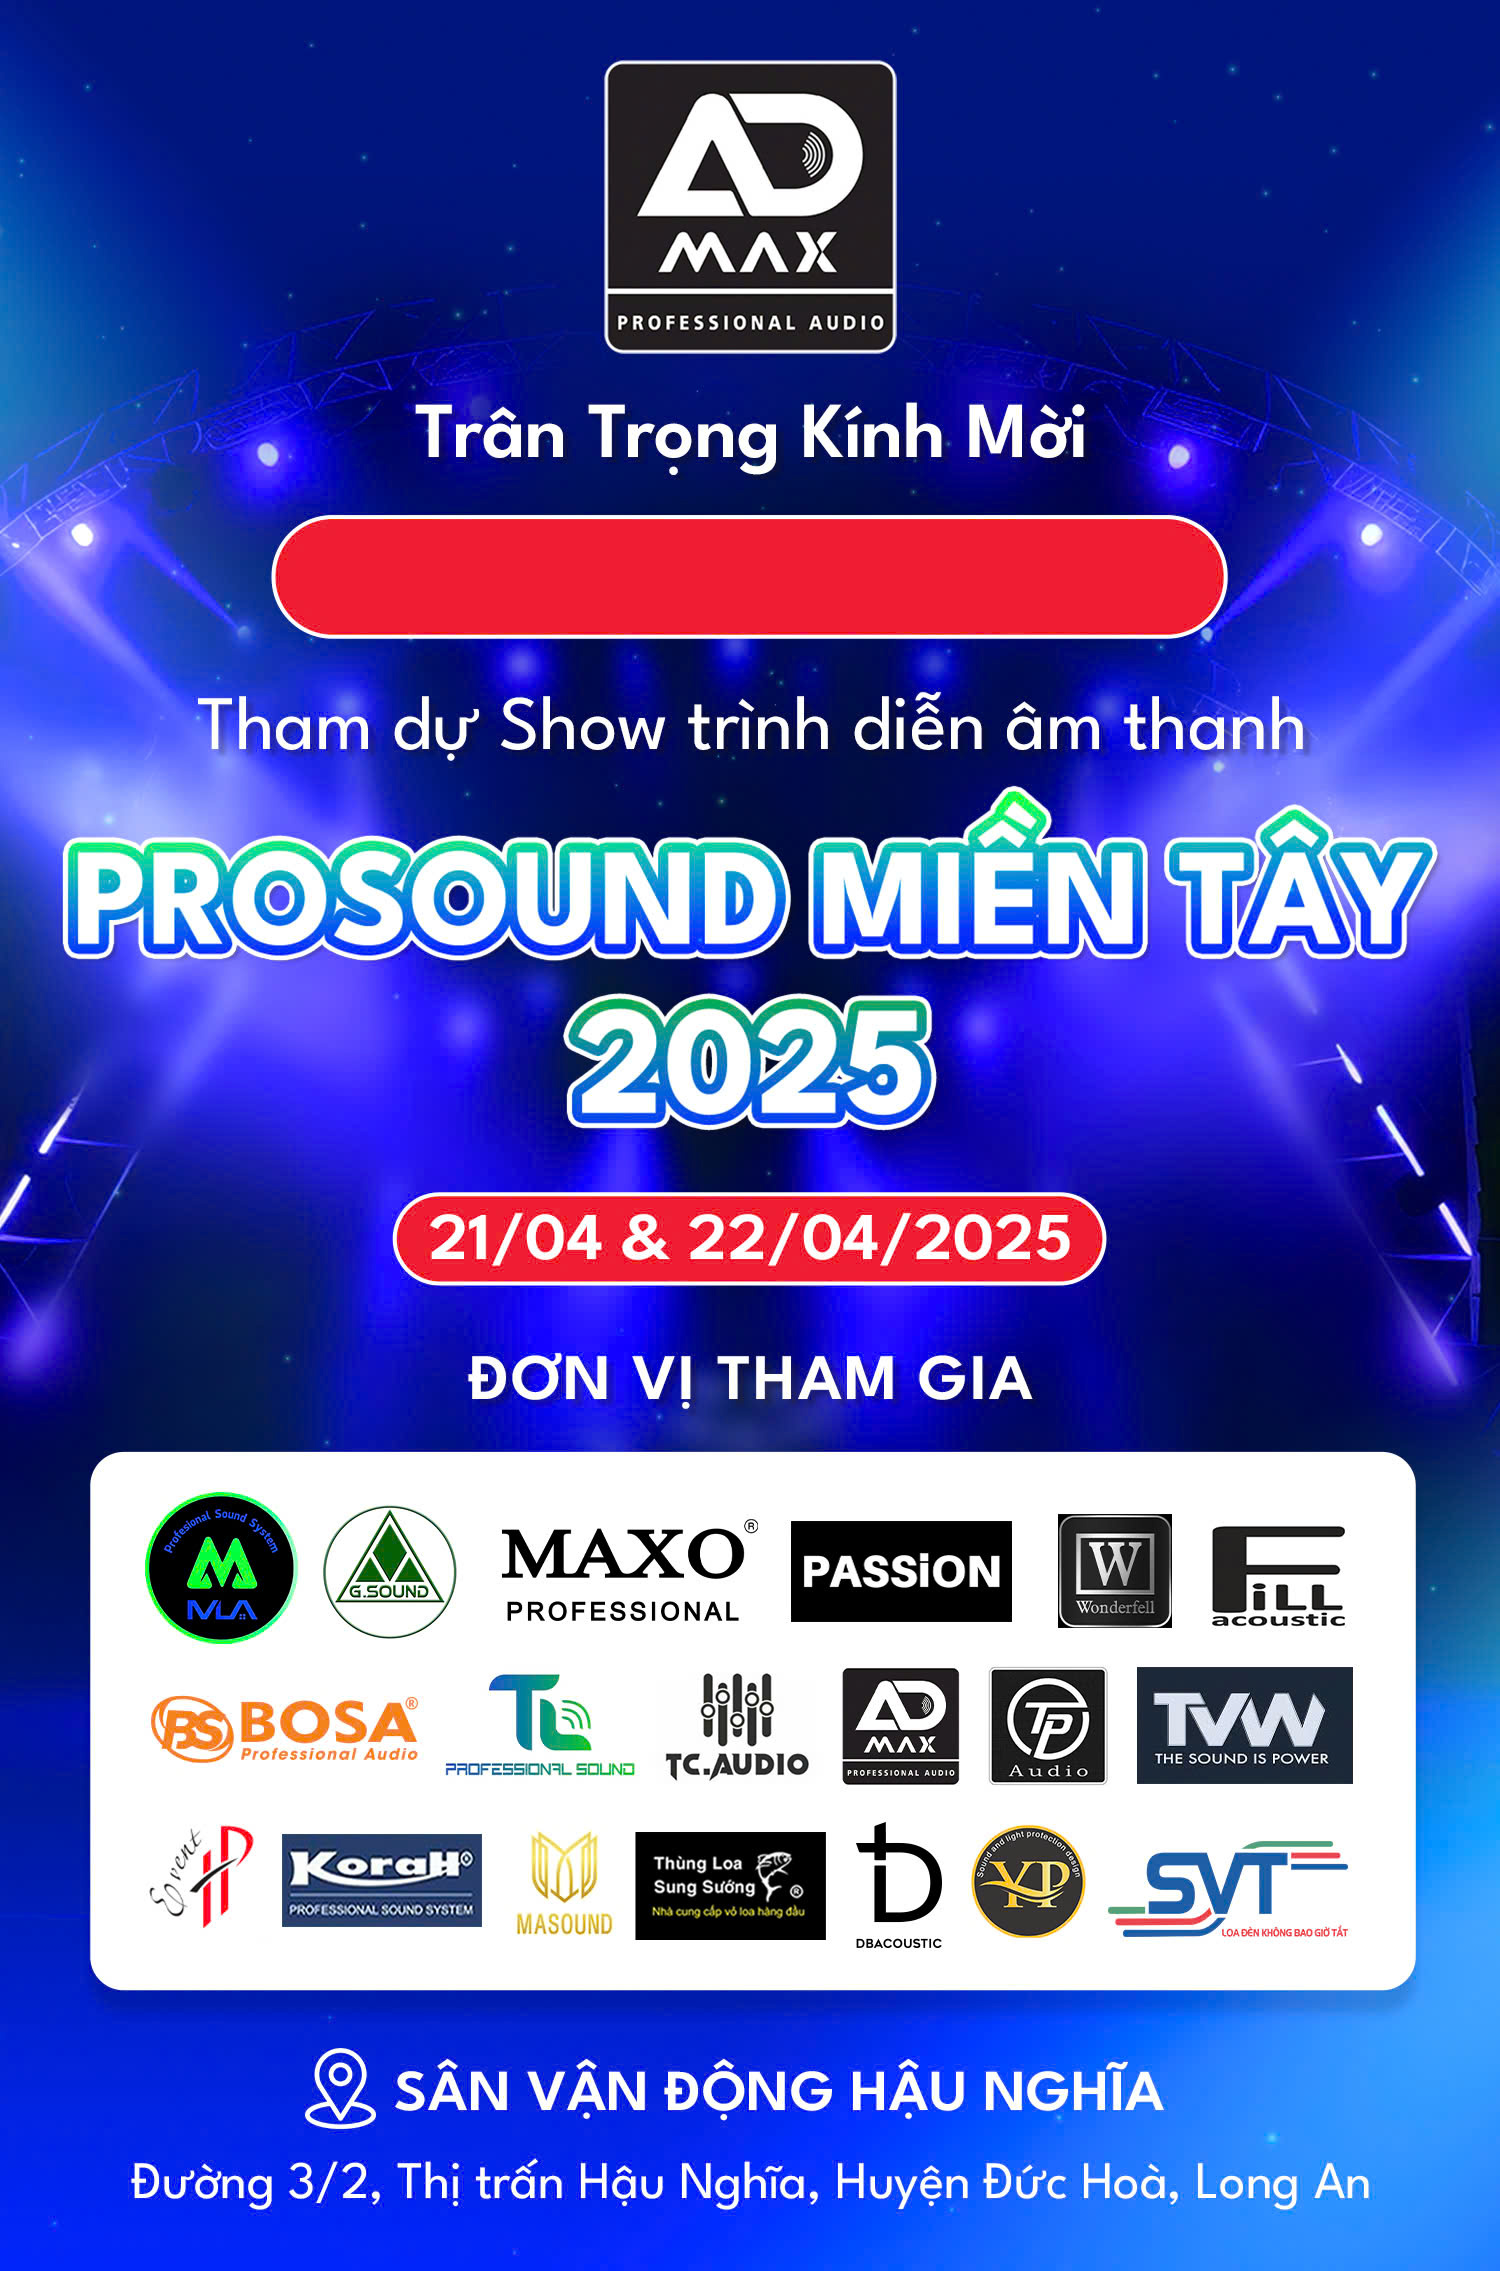 AD
MAX
PROFESSIONAL AUDIO
Trân Trọng Kính Mời
Tham dự Show trình diễn âm thanh
PROSOUND MIỀN TÂY
2025
21/04 & 22/04/2025
ĐƠN VỊ THAM GIA
Profesional Sound System
MLA
G.SOUND
MAXO®
PROFESSIONAL
PASSiON
W
Wonderfell
FiLL
acoustic
BS BOSA®
Professional Audio
TL
PROFESSIONAL SOUND
TC.AUDIO
AD
MAX
PROFESSIONAL AUDIO
TP
Audio
TVW
THE SOUND IS POWER
Event HP
KoraH®
PROFESSIONAL SOUND SYSTEM
MASOUND
Thùng Loa
Sung Sướng ®
Nhà cung cấp vỏ loa hàng đầu
DBACOUSTIC
Sound and light protection design
YP
SVT
LOA ĐÈN KHÔNG BAO GIỜ TẮT
SÂN VẬN ĐỘNG HẬU NGHĨA
Đường 3/2, Thị trấn Hậu Nghĩa, Huyện Đức Hoà, Long An